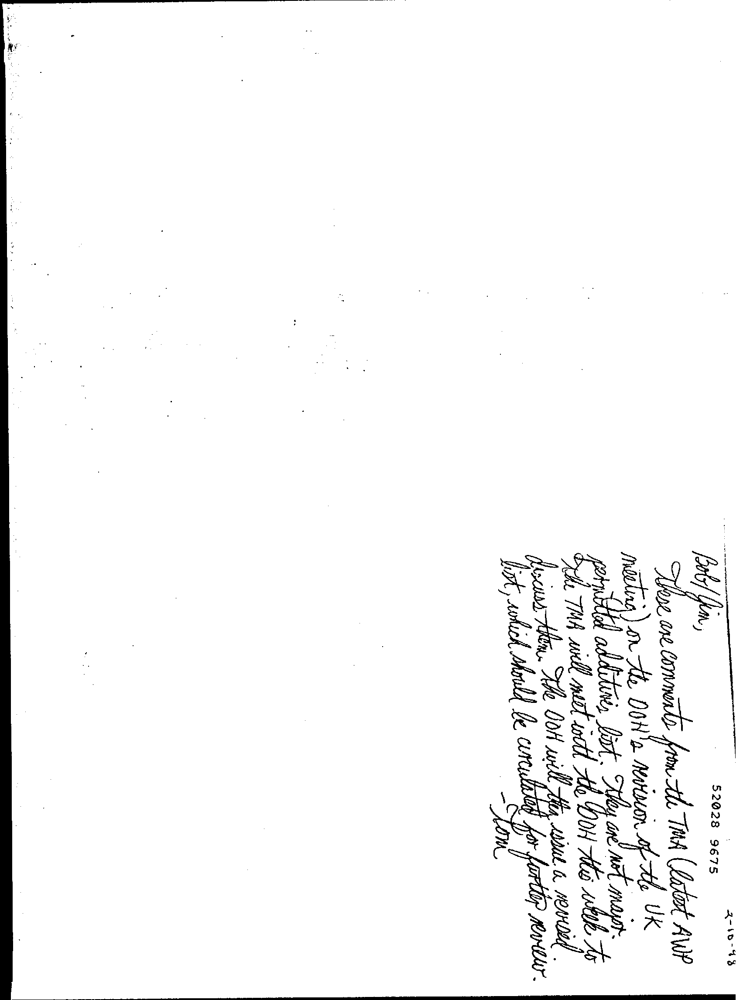 2-10-98
52028 9675
Bob/Jim,
These are comments from the TMA (latest AWP
meeting) on the DOH's revision of the UK
permitted additives list. They are not major.
The TMA will meet with the DOH this week to
discuss them. The DOH will then issue a revised
list, which should be circulated for further review.
-Tom